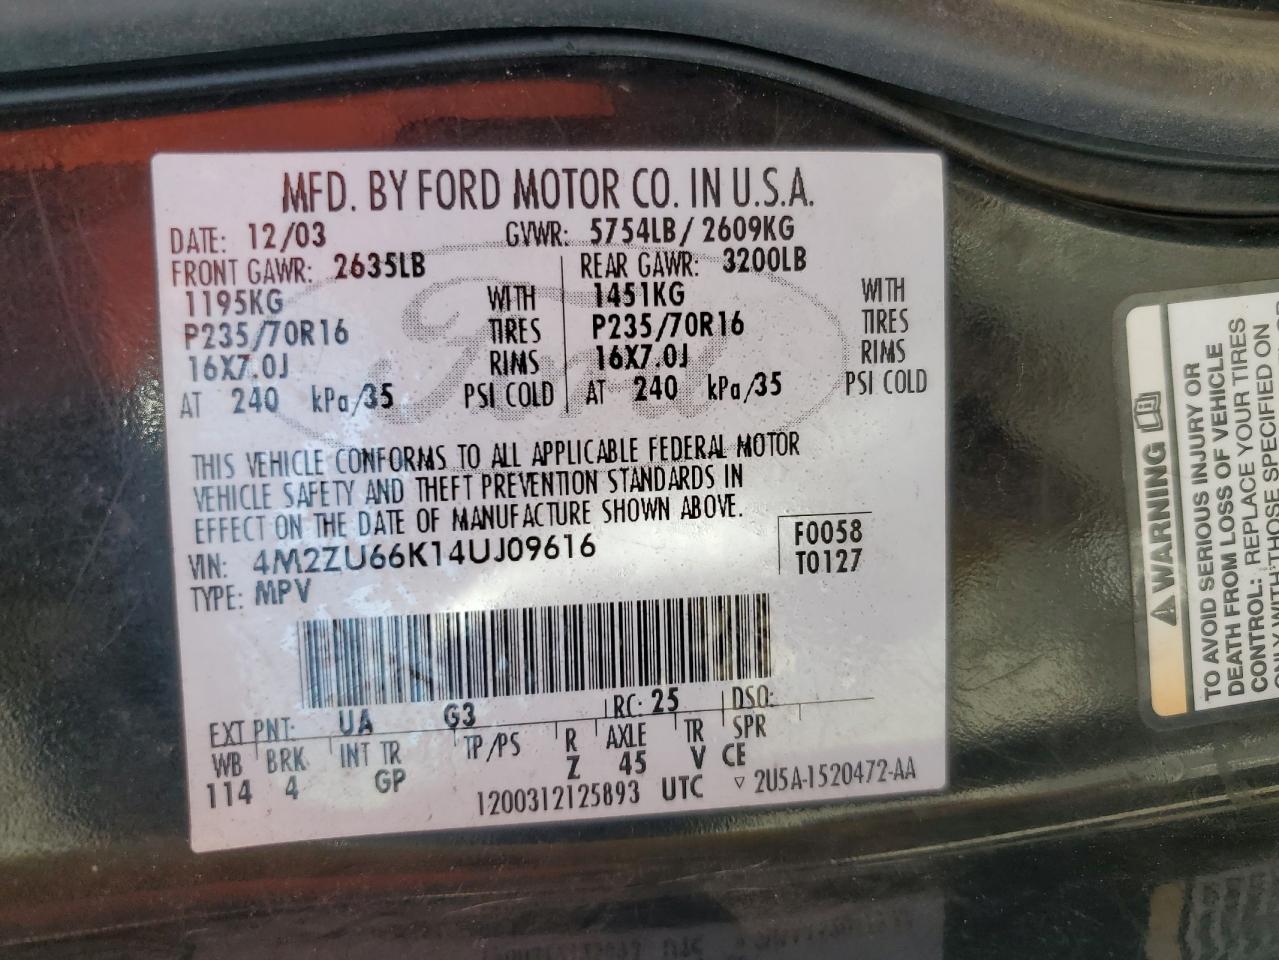 MFD. BY FORD MOTOR CO. IN U.S.A.
DATE: 12/03 GVWR: 5754LB/ 2609KG
FRONT GAWR: 2635LB REAR GAWR: 3200LB
1195KG WITH 1451KG WITH
P235/70R16 TIRES P235/70R16 TIRES
16X7.0J RIMS 16X7.0J RIMS
AT 240 kPa/35 PSI COLD AT 240 kPa/35 PSI COLD
THIS VEHICLE CONFORMS TO ALL APPLICABLE FEDERAL MOTOR
VEHICLE SAFETY AND THEFT PREVENTION STANDARDS IN
EFFECT ON THE DATE OF MANUFACTURE SHOWN ABOVE.
VIN: 4M2ZU66K14UJ09616 F0058
TYPE: MPV T0127
EXT PNT: UA G3 RC: 25 DSO:
WB BRK INT TR TP/PS R AXLE TR SPR
114 4 GP Z 45 V CE
1200312125893 UTC ▽ 2U5A-1520472-AA
Ford
⚠ WARNING
TO AVOID SERIOUS INJURY OR
DEATH FROM LOSS OF VEHICLE
CONTROL: REPLACE YOUR TIRES
ONLY WITH THOSE SPECIFIED